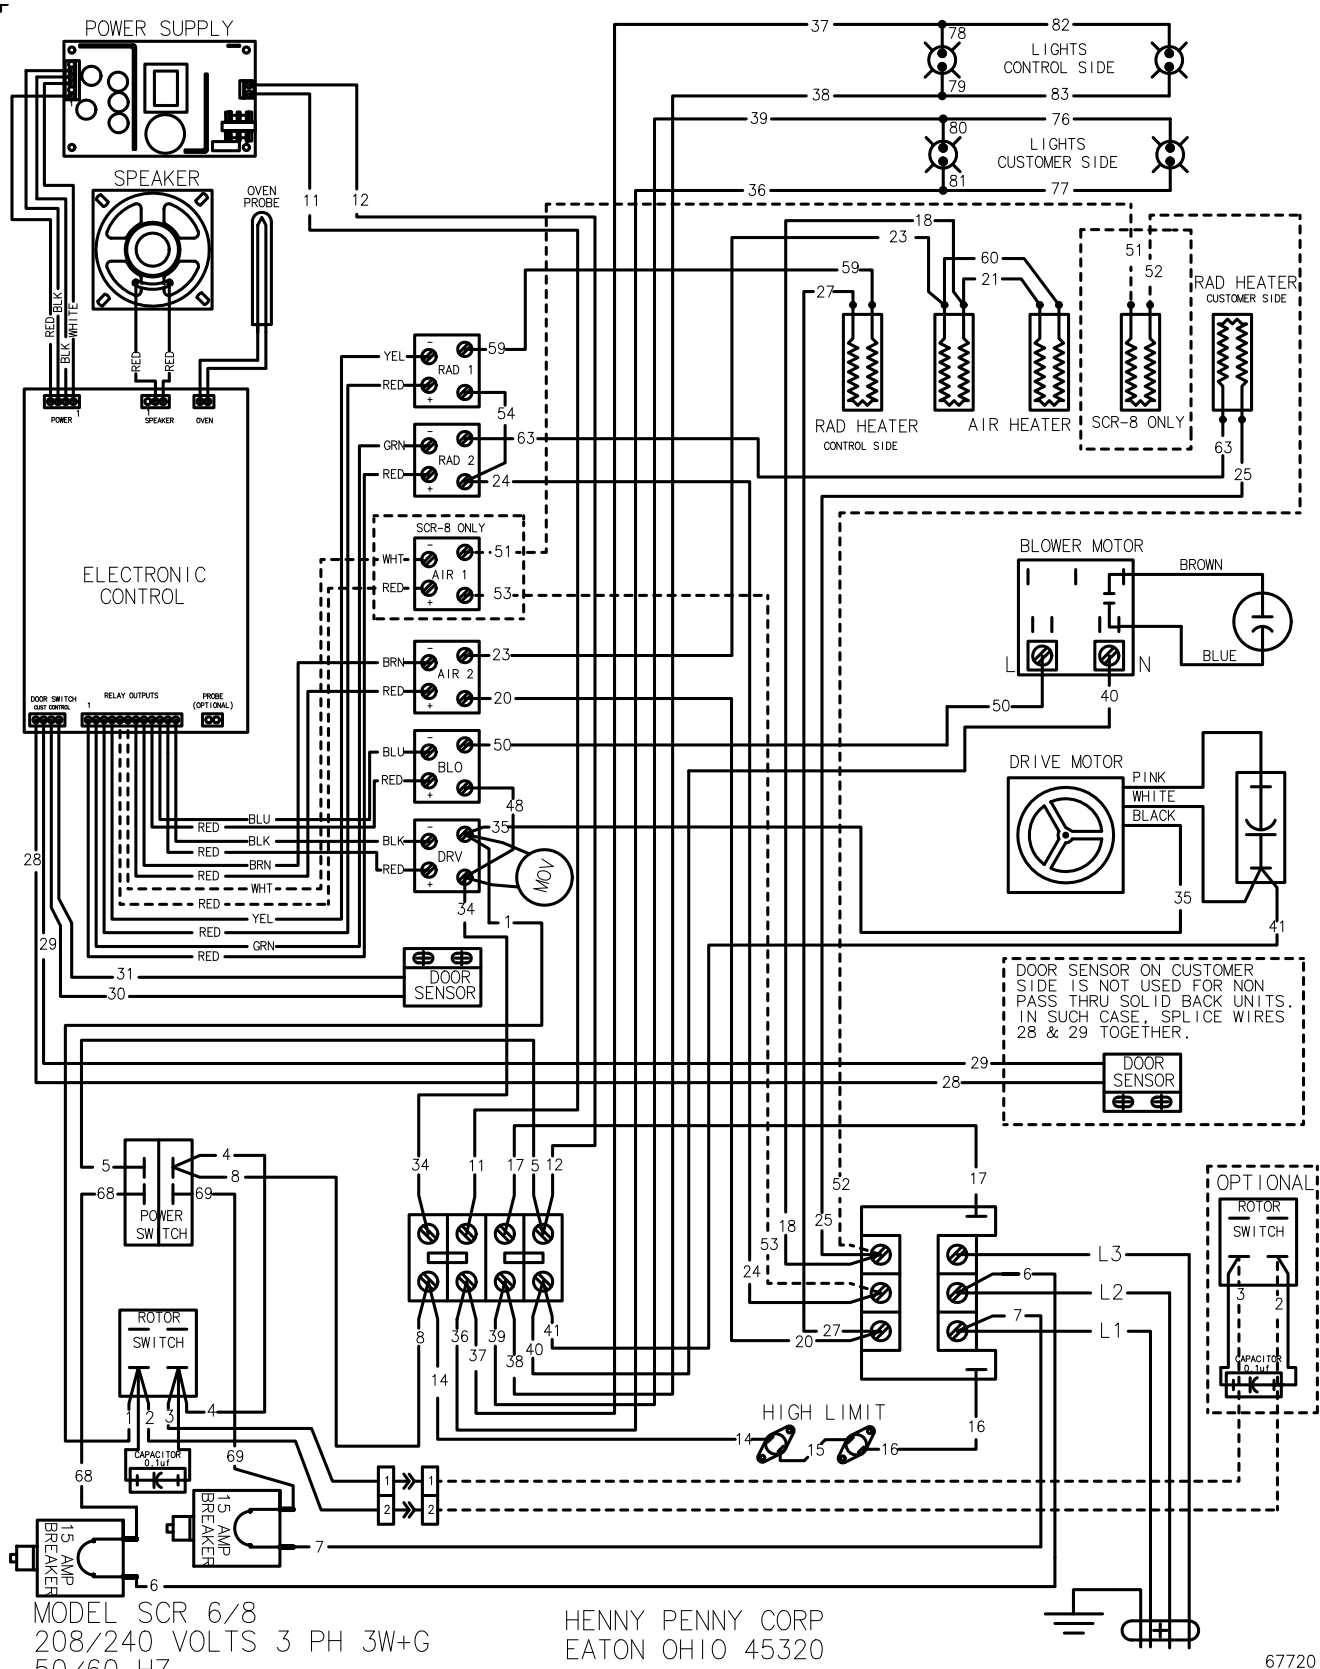 POWER SUPPLY
37
82
78
LIGHTS
CONTROL SIDE
79
38
83
39
76
80
LIGHTS
CUSTOMER SIDE
81
36
77
SPEAKER
OVEN
PROBE
11
12
18
23
60
21
59
27
51
52
RAD HEATER
CUSTOMER SIDE
RED
BLK
BLK
WHITE
RED
RED
1
POWER
1
SPEAKER
OVEN
YEL
RED
RAD 1
59
54
GRN
RED
RAD 2
63
24
RAD HEATER
CONTROL SIDE
AIR HEATER
SCR-8 ONLY
63
25
SCR-8 ONLY
WHT
RED
AIR 1
51
53
ELECTRONIC
CONTROL
BLOWER MOTOR
BROWN
BLUE
L
N
50
40
BRN
RED
AIR 2
23
20
DOOR SWITCH
CUST CONTROL
RELAY OUTPUTS
1
PROBE
(OPTIONAL)
BLU
RED
BLO
50
48
DRIVE MOTOR
PINK
WHITE
BLACK
35
41
BLU
RED
BLK
RED
BRN
RED
WHT
RED
YEL
RED
GRN
RED
BLK
RED
DRV
35
MOV
34
1
28
29
31
30
DOOR
SENSOR
DOOR SENSOR ON CUSTOMER
SIDE IS NOT USED FOR NON
PASS THRU SOLID BACK UNITS.
IN SUCH CASE, SPLICE WIRES
28 & 29 TOGETHER.
29
28
DOOR
SENSOR
5
4
8
68
69
POWER
SWITCH
34
11
17
5
12
17
52
25
18
53
24
20
27
L3
6
L2
7
L1
OPTIONAL
ROTOR
SWITCH
3
2
CAPACITOR
0.1uf
ROTOR
SWITCH
1
2
3
4
CAPACITOR
0.1uf
8
14
36
37
39
38
40
41
HIGH LIMIT
14
15
16
16
68
69
1
1
2
2
15 AMP
BREAKER
7
15 AMP
BREAKER
6
MODEL SCR 6/8
208/240 VOLTS 3 PH 3W+G
50/60 HZ
HENNY PENNY CORP
EATON OHIO 45320
67720